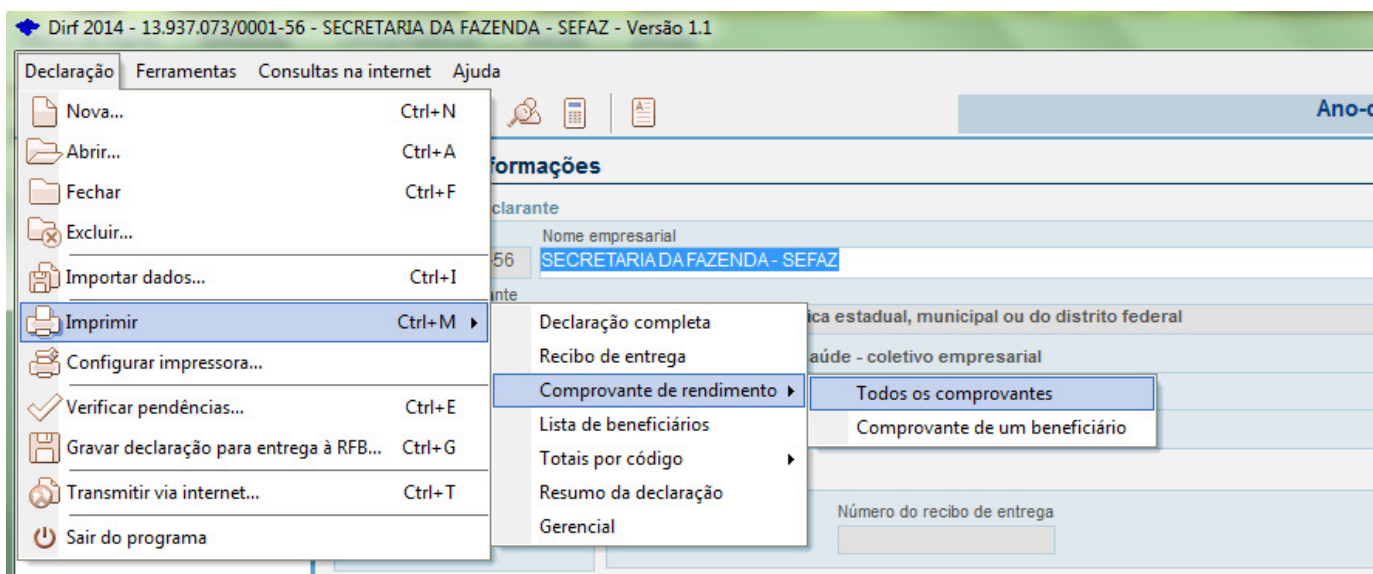 Dirf 2014 - 13.937.073/0001-56 - SECRETARIA DA FAZENDA - SEFAZ - Versão 1.1
Declaração Ferramentas Consultas na internet Ajuda
Nova... Ctrl+N
Abrir... Ctrl+A
Fechar Ctrl+F
Excluir...
Importar dados... Ctrl+I
Imprimir Ctrl+M
Configurar impressora...
Verificar pendências... Ctrl+E
Gravar declaração para entrega à RFB... Ctrl+G
Transmitir via internet... Ctrl+T
Sair do programa
Declaração completa
Recibo de entrega
Comprovante de rendimento
Lista de beneficiários
Totais por código
Resumo da declaração
Gerencial
Todos os comprovantes
Comprovante de um beneficiário
Ano-
formações
clarante
Nome empresarial
-56 SECRETARIA DA FAZENDA - SEFAZ
ante
ica estadual, municipal ou do distrito federal
aúde - coletivo empresarial
Número do recibo de entrega